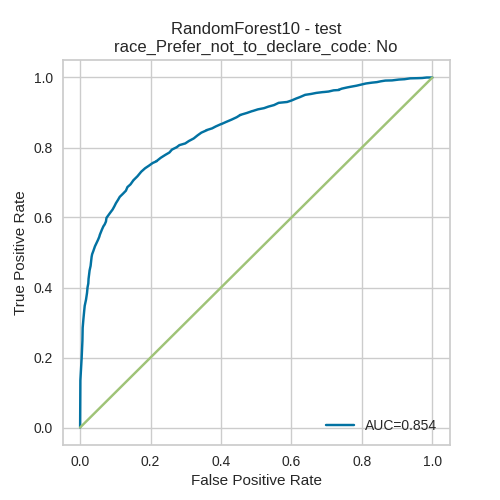 RandomForest10 - test
race_Prefer_not_to_declare_code: No
True Positive Rate
1.0
0.8
0.6
0.4
0.2
0.0
AUC=0.854
0.0 0.2 0.4 0.6 0.8 1.0
False Positive Rate